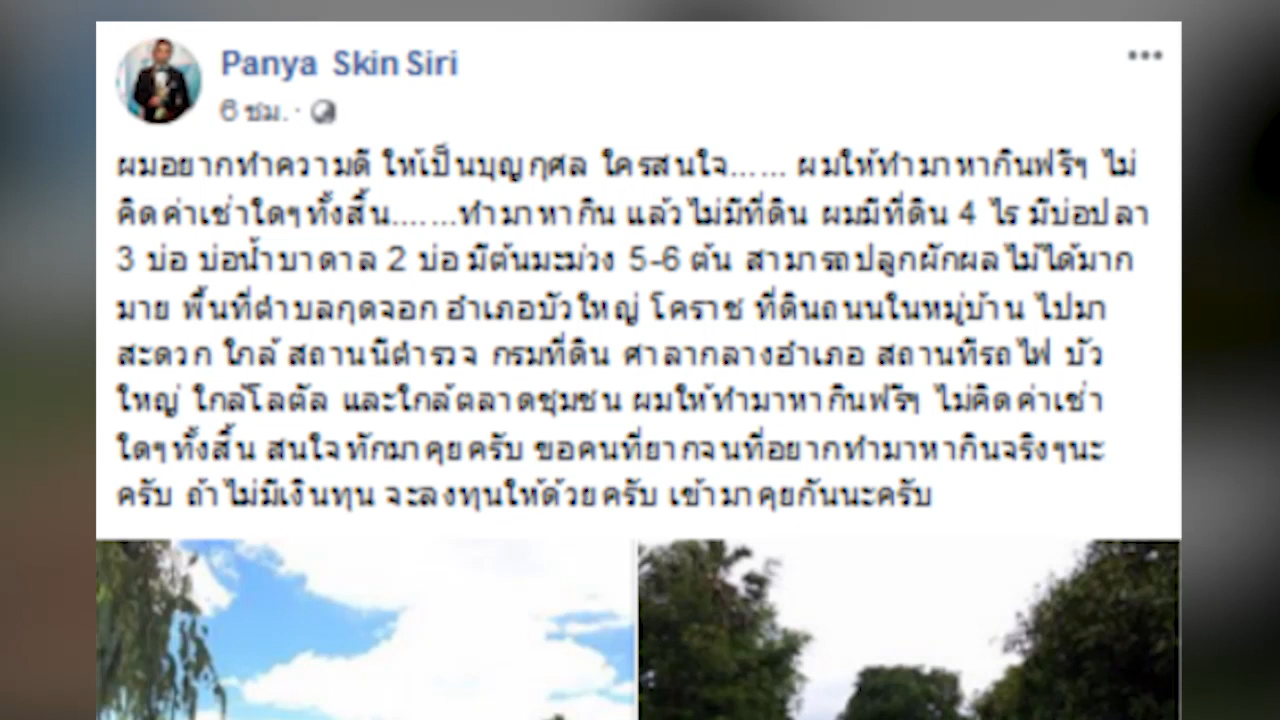 Panya Skin Siri
6 ชม. ·
ผมอยากทำความดี ให้เป็นบุญกุศล ใครสนใจ...... ผมให้ทำมาหากินฟรีๆ ไม่
คิดค่าเช่าใดๆทั้งสิ้น.......ทำมาหากิน แล้วไม่มีที่ดิน ผมมีที่ดิน 4 ไร่ มีบ่อปลา
3 บ่อ บ่อน้ำบาดาล 2 บ่อ มีต้นมะม่วง 5-6 ต้น สามารถปลูกผักผลไม้ได้มาก
มาย พื้นที่ตำบลกุดจอก อำเภอบัวใหญ่ โคราช ที่ดินถนนในหมู่บ้าน ไปมา
สะดวก ใกล้ สถานนีตำรวจ กรมที่ดิน ศาลากลางอำเภอ สถานทีรถไฟ บัว
ใหญ่ ใกล้โลตัส และใกล้ตลาดชุมชน ผมให้ทำมาหากินฟรีๆ ไม่คิดค่าเช่า
ใดๆทั้งสิ้น สนใจทักมาคุยครับ ขอคนที่ยากจนที่อยากทำมาหากินจริงๆนะ
ครับ ถ้าไม่มีเงินทุน จะลงทุนให้ด้วยครับ เข้ามาคุยกันนะครับ